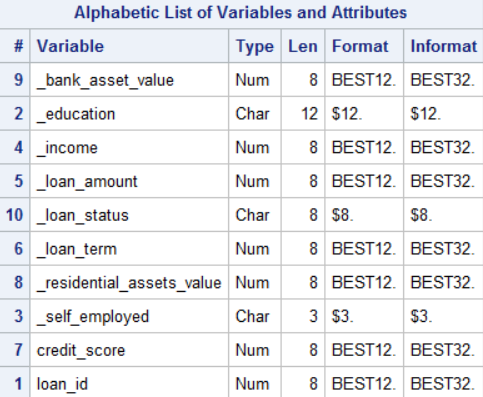 Alphabetic List of Variables and Attributes
# Variable Type Len Format Informat
9 _bank_asset_value Num 8 BEST12. BEST32.
2 _education Char 12 $12. $12.
4 _income Num 8 BEST12. BEST32.
5 _loan_amount Num 8 BEST12. BEST32.
10 _loan_status Char 8 $8. $8.
6 _loan_term Num 8 BEST12. BEST32.
8 _residential_assets_value Num 8 BEST12. BEST32.
3 _self_employed Char 3 $3. $3.
7 credit_score Num 8 BEST12. BEST32.
1 loan_id Num 8 BEST12. BEST32.